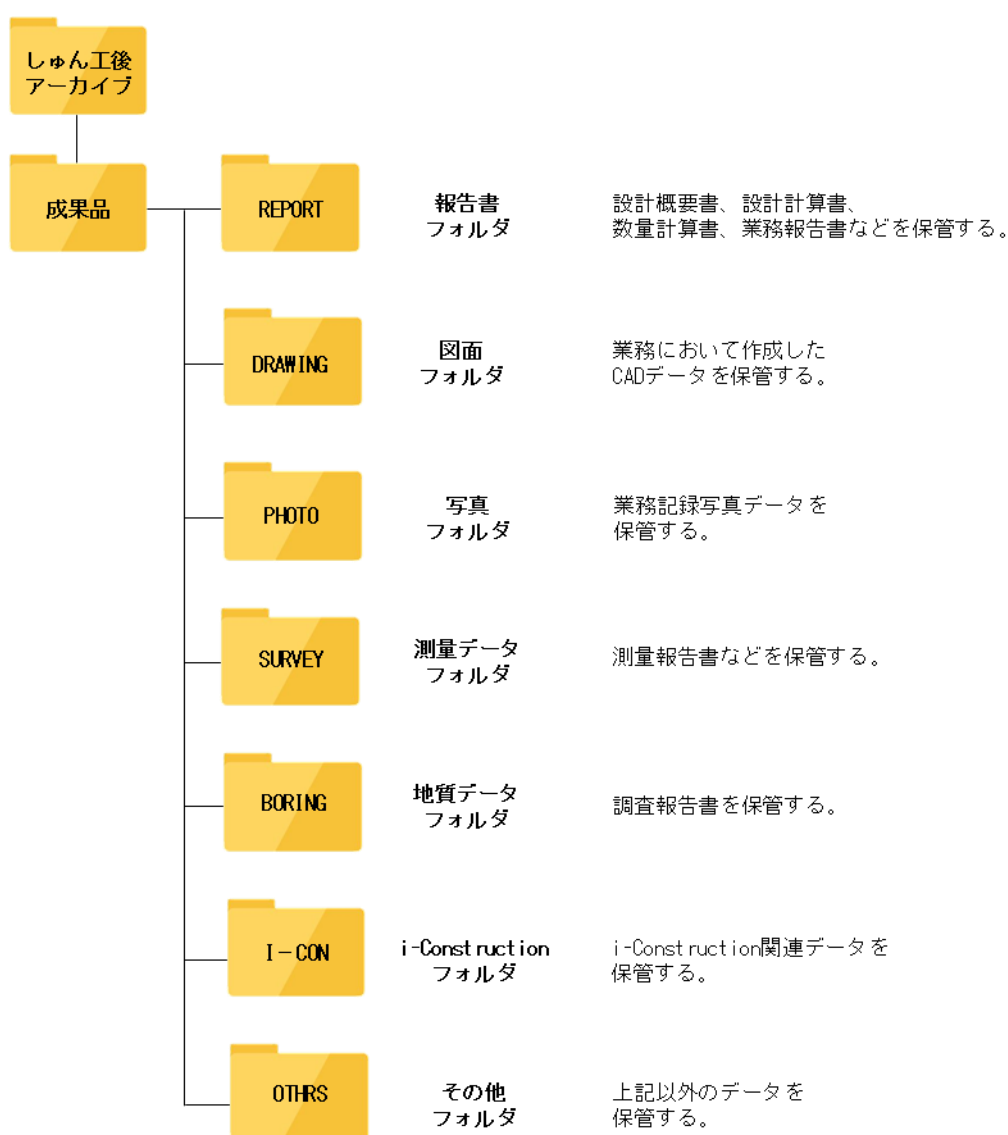 しゅん工後
アーカイブ
成果品
REPORT
報告書
フォルダ
設計概要書、設計計算書、
数量計算書、業務報告書などを保管する。
DRAWING
図面
フォルダ
業務において作成した
CADデータを保管する。
PHOTO
写真
フォルダ
業務記録写真データを
保管する。
SURVEY
測量データ
フォルダ
測量報告書などを保管する。
BORING
地質データ
フォルダ
調査報告書を保管する。
I－CON
i-Construction
フォルダ
i-Construction関連データを
保管する。
OTHRS
その他
フォルダ
上記以外のデータを
保管する。